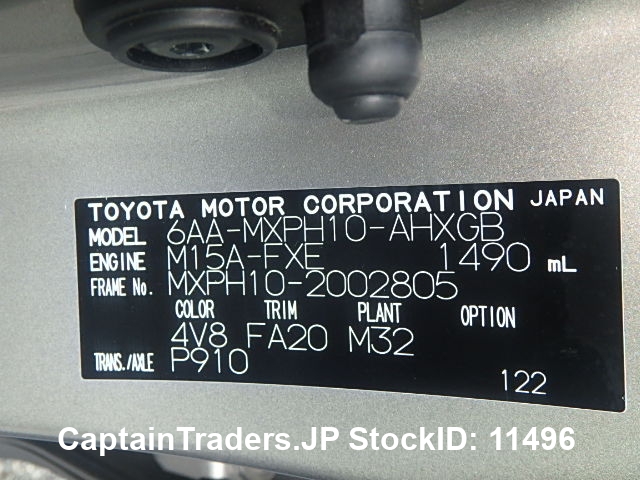 TOYOTA MOTOR CORPORATION JAPAN
MODEL 6AA-MXPH10-AHXGB
ENGINE M15A-FXE 1490 mL
FRAME No. MXPH10-2002805
COLOR TRIM PLANT OPTION
4V8 FA20 M32
TRANS./AXLE P910
122
CaptainTraders.JP StockID: 11496